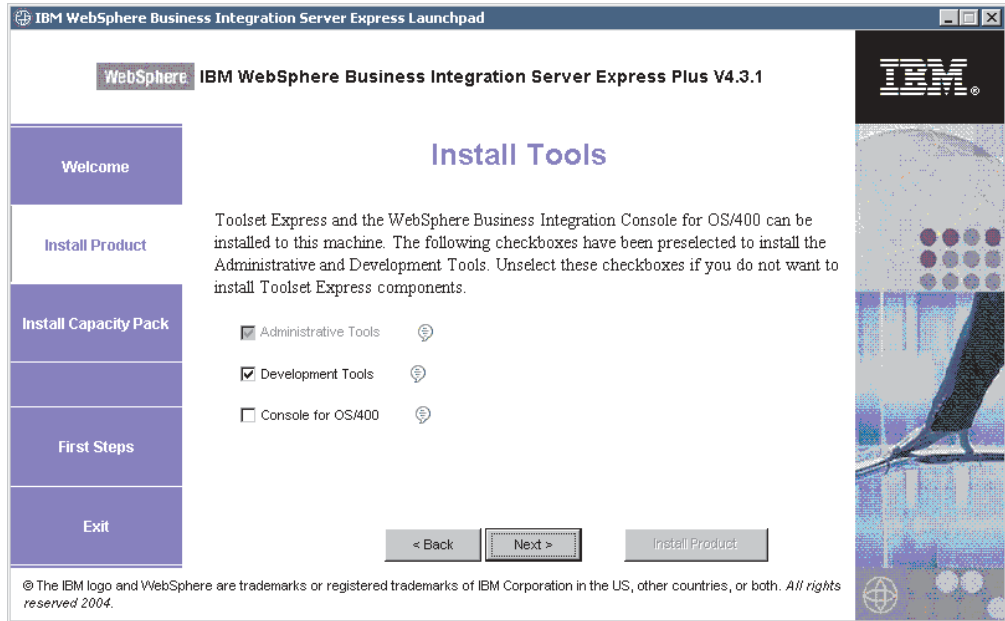 IBM WebSphere Business Integration Server Express Launchpad
WebSphere IBM WebSphere Business Integration Server Express Plus V4.3.1
IBM®
Welcome
Install Product
Install Capacity Pack
First Steps
Exit
Install Tools
Toolset Express and the WebSphere Business Integration Console for OS/400 can be
installed to this machine. The following checkboxes have been preselected to install the
Administrative and Development Tools. Unselect these checkboxes if you do not want to
install Toolset Express components.
Administrative Tools
Development Tools
Console for OS/400
< Back
Next >
Install Product
© The IBM logo and WebSphere are trademarks or registered trademarks of IBM Corporation in the US, other countries, or both. All rights
reserved 2004.